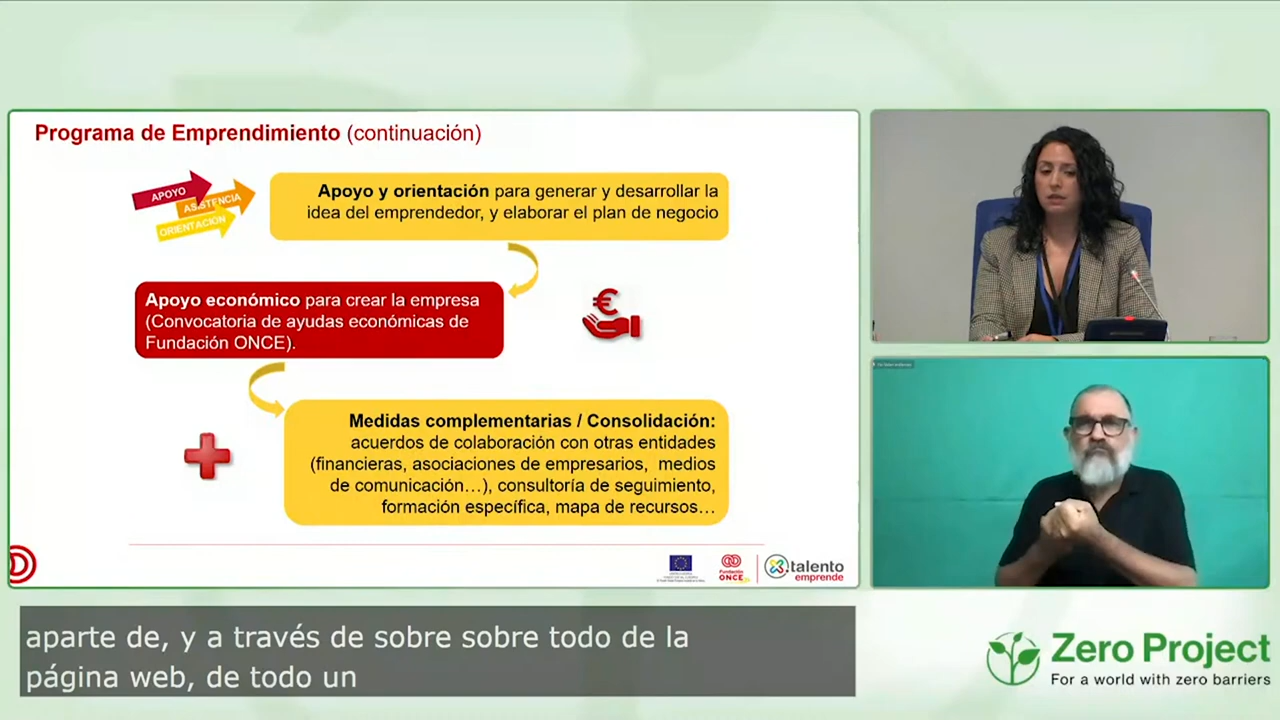 Programa de Emprendimiento (continuación)
APOYO
ASISTENCIA
ORIENTACIÓN
Apoyo y orientación para generar y desarrollar la
idea del emprendedor, y elaborar el plan de negocio
Apoyo económico para crear la empresa
(Convocatoria de ayudas económicas de
Fundación ONCE).
€
Medidas complementarias / Consolidación:
acuerdos de colaboración con otras entidades
(financieras, asociaciones de empresarios, medios
de comunicación…), consultoría de seguimiento,
formación específica, mapa de recursos…
Fundación
ONCE
talento
emprende
aparte de, y a través de sobre sobre todo de la
página web, de todo un
Zero Project
For a world with zero barriers